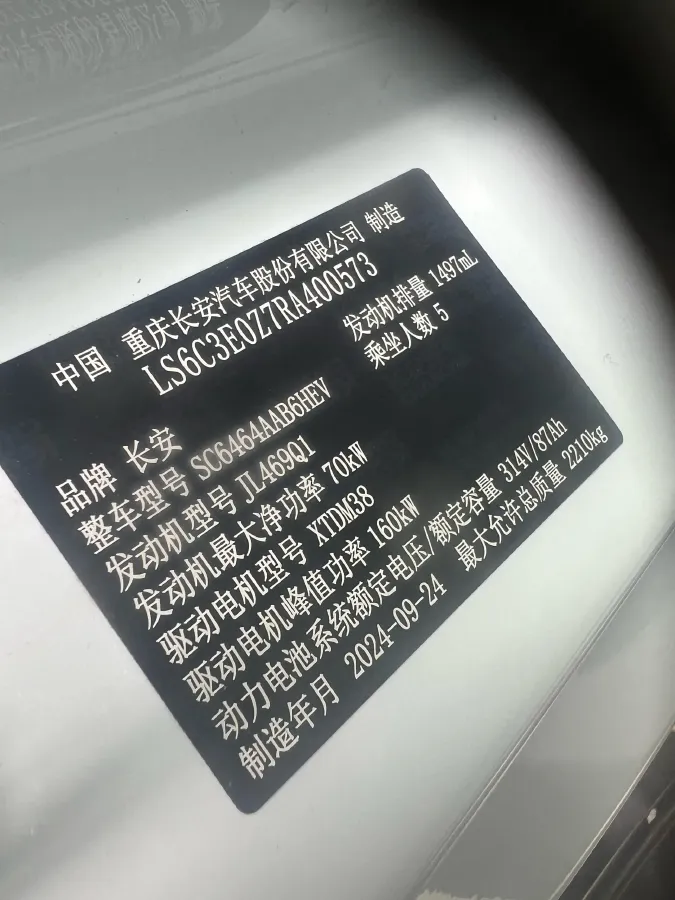 中国 重庆长安汽车股份有限公司 制造
LS6C3E0Z7RA400573
品牌 长安
发动机排量 1497mL
整车型号 SC6464AAB6HEV
乘坐人数 5
发动机型号 JL469Q1
发动机最大净功率 70kW
驱动电机型号 XTDM38
驱动电机峰值功率 160kW
动力电池系统额定电压/额定容量 314V/87Ah
制造年月 2024-09-24 最大允许总质量 2210kg